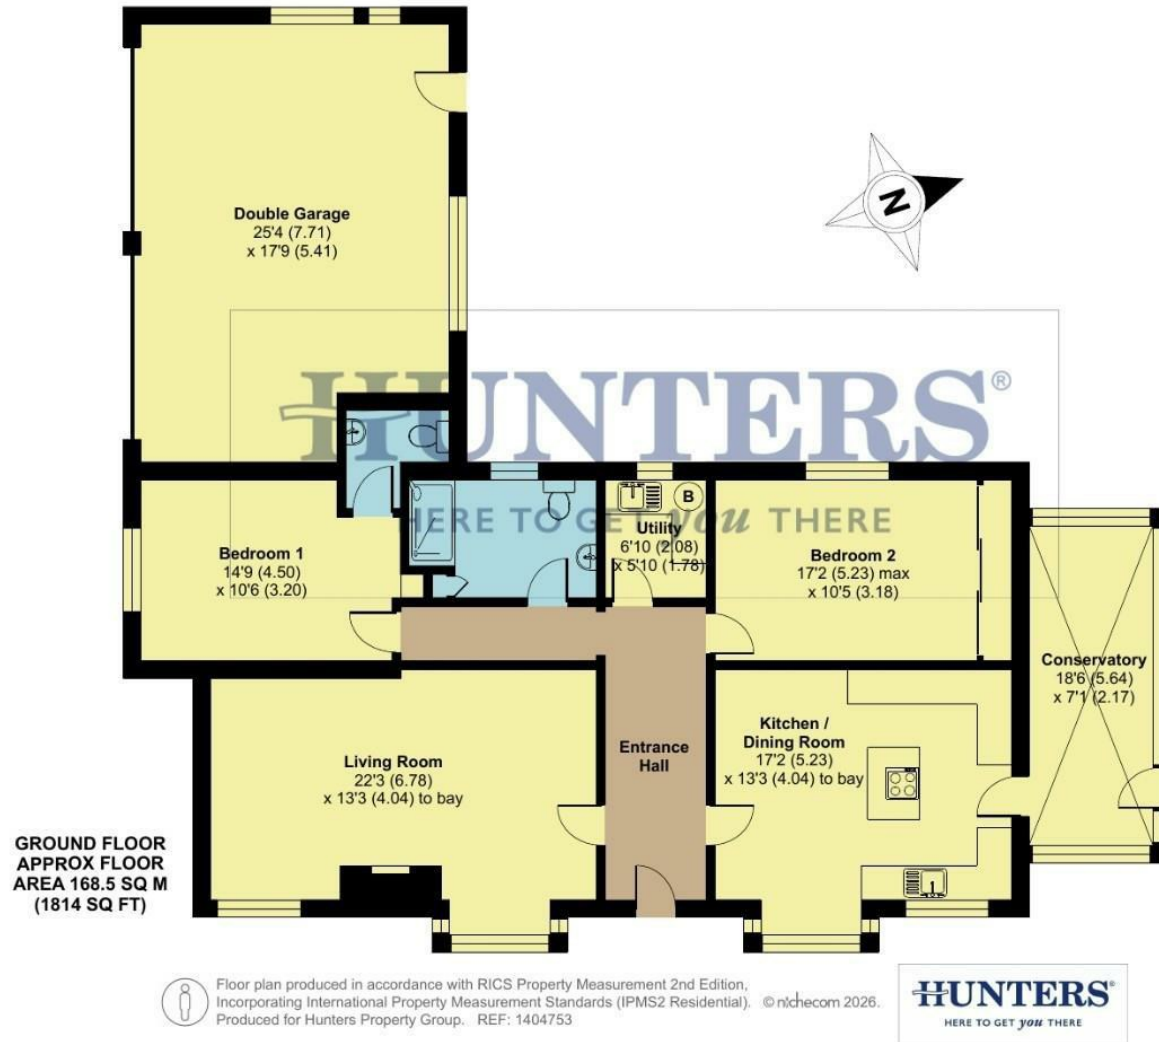 Double Garage
25'4 (7.71)
x 17'9 (5.41)
N
HUNTERS®
HERE TO GET you THERE
B
Utility
6'10 (2.08)
x 5'10 (1.78)
Bedroom 1
14'9 (4.50)
x 10'6 (3.20)
Bedroom 2
17'2 (5.23) max
x 10'5 (3.18)
Conservatory
18'6 (5.64)
x 7'1 (2.17)
Kitchen /
Dining Room
17'2 (5.23)
x 13'3 (4.04) to bay
Entrance
Hall
Living Room
22'3 (6.78)
x 13'3 (4.04) to bay
GROUND FLOOR
APPROX FLOOR
AREA 168.5 SQ M
(1814 SQ FT)
Floor plan produced in accordance with RICS Property Measurement 2nd Edition,
Incorporating International Property Measurement Standards (IPMS2 Residential). © nichecom 2026.
Produced for Hunters Property Group. REF: 1404753
HUNTERS®
HERE TO GET you THERE